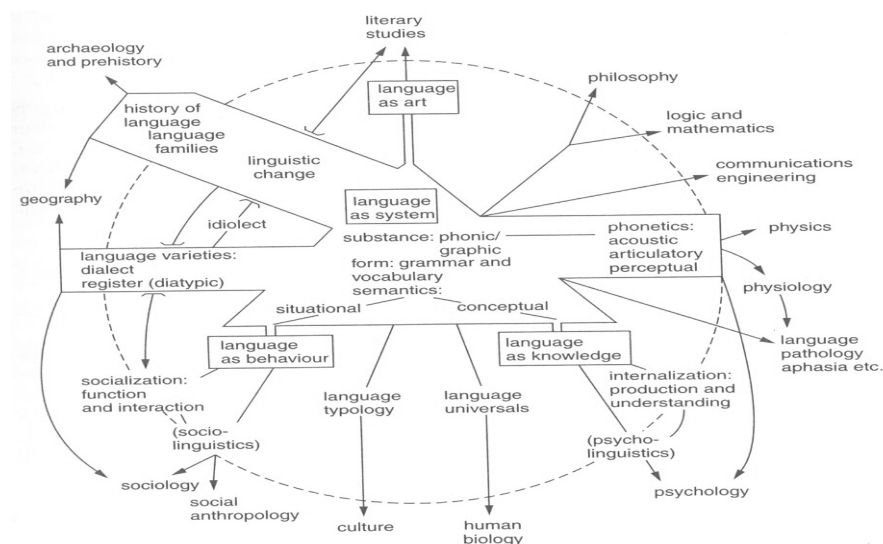 literary
studies
archaeology
and prehistory
language
as art
philosophy
history of
language
language
families
logic and
mathematics
linguistic
change
communications
engineering
geography
language
as system
idiolect
substance: phonic/
graphic
form: grammar and
vocabulary
semantics:
phonetics:
acoustic
articulatory
perceptual
physics
language varieties:
dialect
register (diatypic)
physiology
situational
conceptual
language
as behaviour
language
as knowledge
language
pathology
aphasia etc.
socialization:
function
and interaction
language
typology
language
universals
internalization:
production and
understanding
(socio-
linguistics)
(psycho-
linguistics)
sociology
social
anthropology
psychology
culture
human
biology